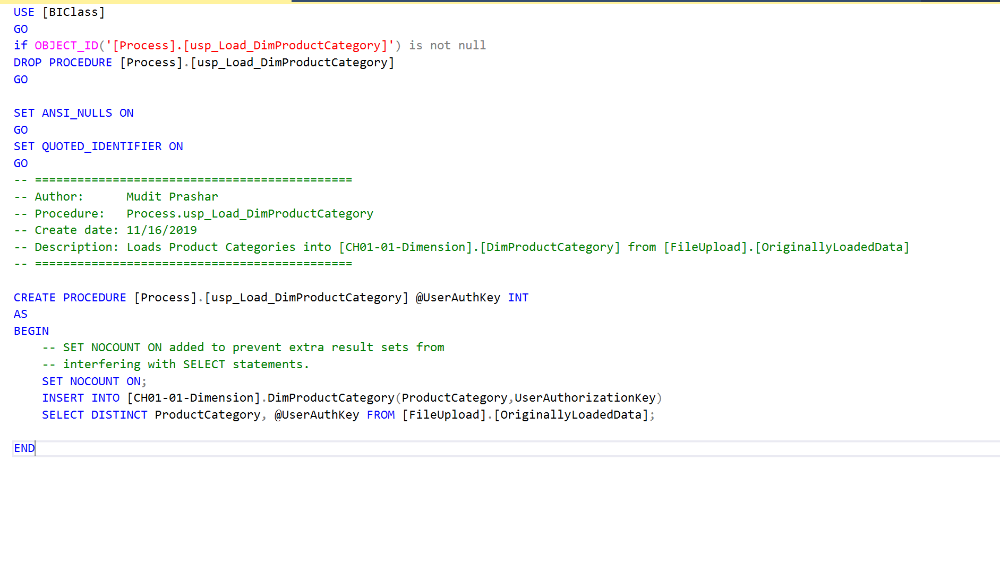 USE [BIClass]
GO
if OBJECT_ID('[Process].[usp_Load_DimProductCategory]') is not null
DROP PROCEDURE [Process].[usp_Load_DimProductCategory]
GO
SET ANSI_NULLS ON
GO
SET QUOTED_IDENTIFIER ON
GO
-- =============================================
-- Author:      Mudit Prashar
-- Procedure:   Process.usp_Load_DimProductCategory
-- Create date: 11/16/2019
-- Description: Loads Product Categories into [CH01-01-Dimension].[DimProductCategory] from [FileUpload].[OriginallyLoadedData]
-- =============================================
CREATE PROCEDURE [Process].[usp_Load_DimProductCategory] @UserAuthKey INT
AS
BEGIN
    -- SET NOCOUNT ON added to prevent extra result sets from
    -- interfering with SELECT statements.
    SET NOCOUNT ON;
    INSERT INTO [CH01-01-Dimension].DimProductCategory(ProductCategory,UserAuthorizationKey)
    SELECT DISTINCT ProductCategory, @UserAuthKey FROM [FileUpload].[OriginallyLoadedData];
END